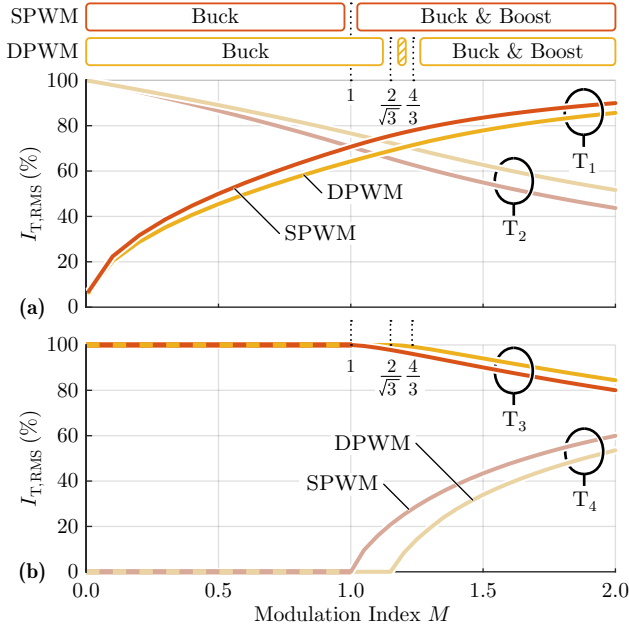 SPWM Buck Buck & Boost
DPWM Buck Buck & Boost
100
80
60
40
20
0
I_T,RMS (%)
1 2/√3 4/3
T1
T2
DPWM
SPWM
(a)
100
80
60
40
20
0
I_T,RMS (%)
1 2/√3 4/3
T3
DPWM
SPWM
T4
(b)
0.0 0.5 1.0 1.5 2.0
Modulation Index M